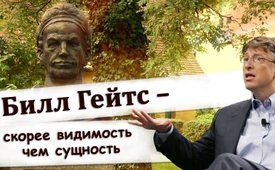 Билл Гейтс –
скорее видимость
чем сущность